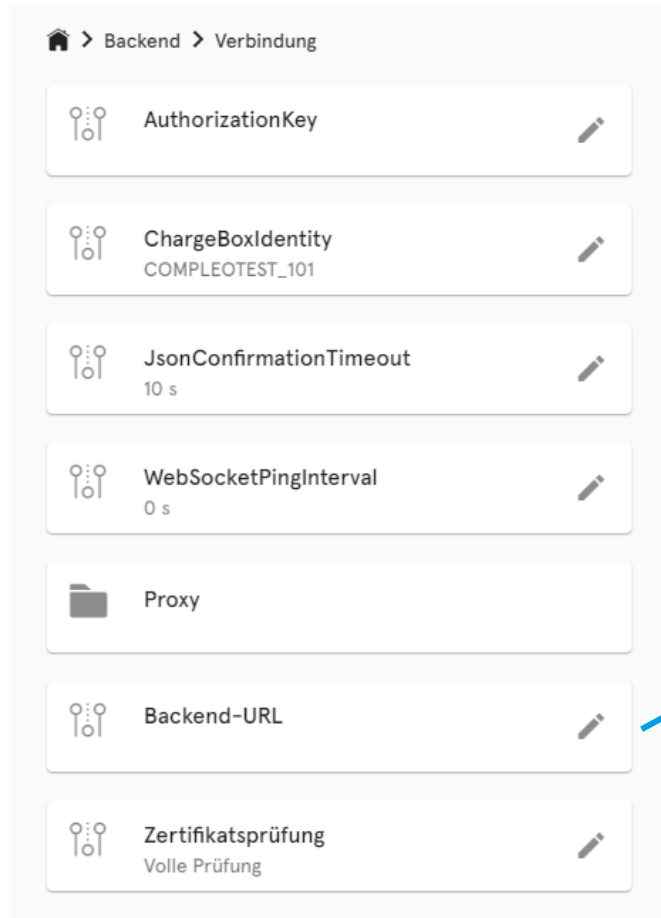 Backend > Verbindung
AuthorizationKey
ChargeBoxIdentity
COMPLEOTEST_101
JsonConfirmationTimeout
10 s
WebSocketPingInterval
0 s
Proxy
Backend-URL
Zertifikatsprüfung
Volle Prüfung